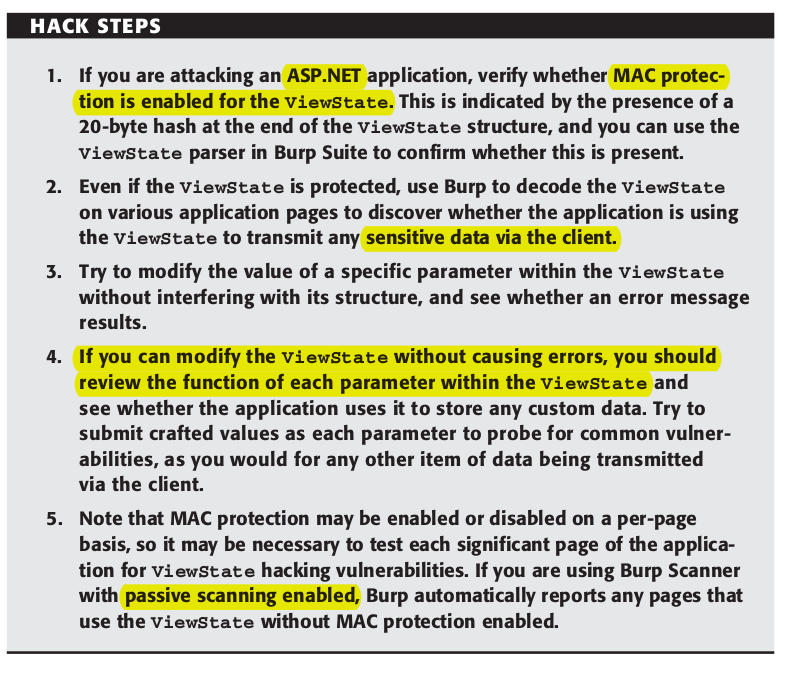 HACK STEPS
1. If you are attacking an ASP.NET application, verify whether MAC protec-
tion is enabled for the ViewState. This is indicated by the presence of a
20-byte hash at the end of the ViewState structure, and you can use the
ViewState parser in Burp Suite to confirm whether this is present.
2. Even if the ViewState is protected, use Burp to decode the ViewState
on various application pages to discover whether the application is using
the ViewState to transmit any sensitive data via the client.
3. Try to modify the value of a specific parameter within the ViewState
without interfering with its structure, and see whether an error message
results.
4. If you can modify the ViewState without causing errors, you should
review the function of each parameter within the ViewState and
see whether the application uses it to store any custom data. Try to
submit crafted values as each parameter to probe for common vulner-
abilities, as you would for any other item of data being transmitted
via the client.
5. Note that MAC protection may be enabled or disabled on a per-page
basis, so it may be necessary to test each significant page of the applica-
tion for ViewState hacking vulnerabilities. If you are using Burp Scanner
with passive scanning enabled, Burp automatically reports any pages that
use the ViewState without MAC protection enabled.